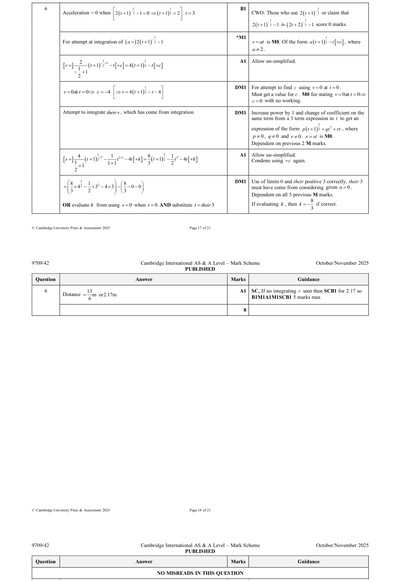 6
Acceleration = 0 when [2(t+1)^{-1/2} − 1 = 0 ⇒ (t+1)^{1/2} = 2] t = 3
B1
CWO. Those who use 2(t+1)^{1/2} − 1 or claim that
2(t+1)^{-1/2} − 1 is (2t+2)^{-1/2} − 1 score 0 marks.
For attempt at integration of (a =) 2(t+1)^{-1/2} − 1
*M1
v = at is M0. Of the form a(t+1)^{1/2} − t[+c], where
a ≠ 2.
A1
Allow un-simplified.
v = 0 at t = 0 ⇒ c = −4 [⇒ v = 4(t+1)^{1/2} − t − 4]
DM1
For attempt to find c using v = 0 at t = 0.
Must get a value for c. M0 for stating v = 0 at t = 0 ⇒
c = 0 with no working.
Attempt to integrate their v, which has come from integration
DM1
Increase power by 1 and change of coefficient on the
same term from a 3 term expression in t to get an
expression of the form p(t+1)^{3/2} + qt² + rt, where
p ≠ 0, q ≠ 0 and r ≠ 0. s = vt is M0.
Dependent on previous 2 M marks.
A1
Allow un-simplified.
Condone using +c again.
DM1
Use of limits 0 and their positive 3 correctly, their 3
must have come from considering given a = 0.
Dependent on all 3 previous M marks.
If evaluating k, then k = −8/3 if correct.
OR evaluate k from using s = 0 when t = 0 AND substitute t = their 3
© Cambridge University Press & Assessment 2025
Page 17 of 21
9709/42
Cambridge International AS & A Level – Mark Scheme
October/November 2025
PUBLISHED
Question
Answer
Marks
Guidance
6
Distance = 13/6 m or 2.17m
A1
SC. If no integrating v seen then SCB1 for 2.17 so
B1M1A1M1SCB1 5 marks max
8
© Cambridge University Press & Assessment 2025
Page 18 of 21
9709/42
Cambridge International AS & A Level – Mark Scheme
October/November 2025
PUBLISHED
Question
Answer
Marks
Guidance
NO MISREADS IN THIS QUESTION